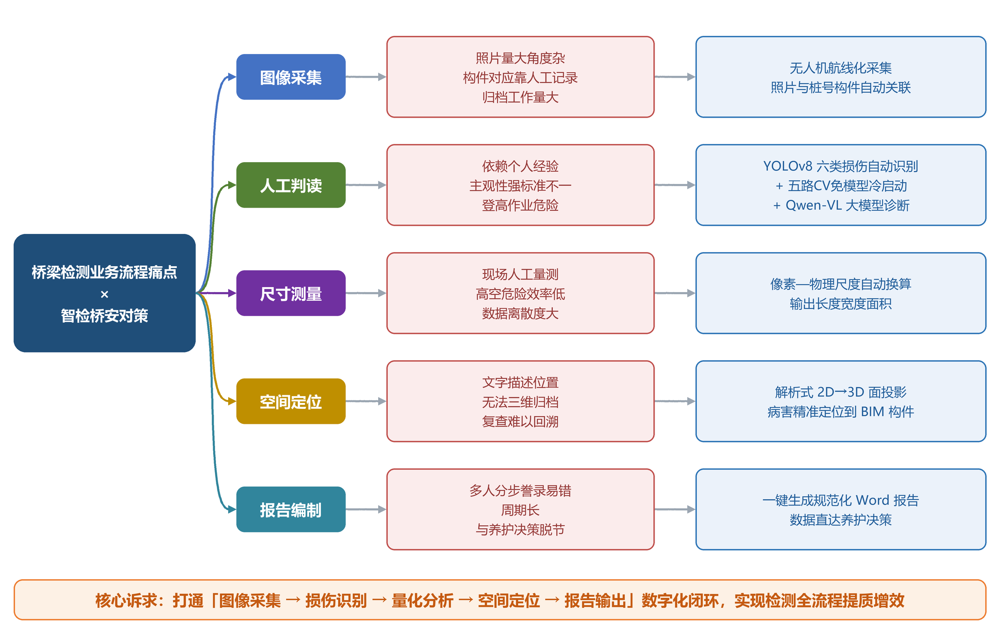 桥梁检测业务流程痛点
×
智检桥安对策
图像采集
照片量大角度杂
构件对应靠人工记录
归档工作量大
无人机航线化采集
照片与桩号构件自动关联
人工判读
依赖个人经验
主观性强标准不一
登高作业危险
YOLOv8 六类损伤自动识别
+ 五路CV免模型冷启动
+ Qwen-VL 大模型诊断
尺寸测量
现场人工量测
高空危险效率低
数据离散度大
像素—物理尺度自动换算
输出长度宽度面积
空间定位
文字描述位置
无法三维归档
复查难以回溯
解析式 2D→3D 面投影
病害精准定位到 BIM 构件
报告编制
多人分步誊录易错
周期长
与养护决策脱节
一键生成规范化 Word 报告
数据直达养护决策
核心诉求：打通「图像采集 → 损伤识别 → 量化分析 → 空间定位 → 报告输出」数字化闭环，实现检测全流程提质增效